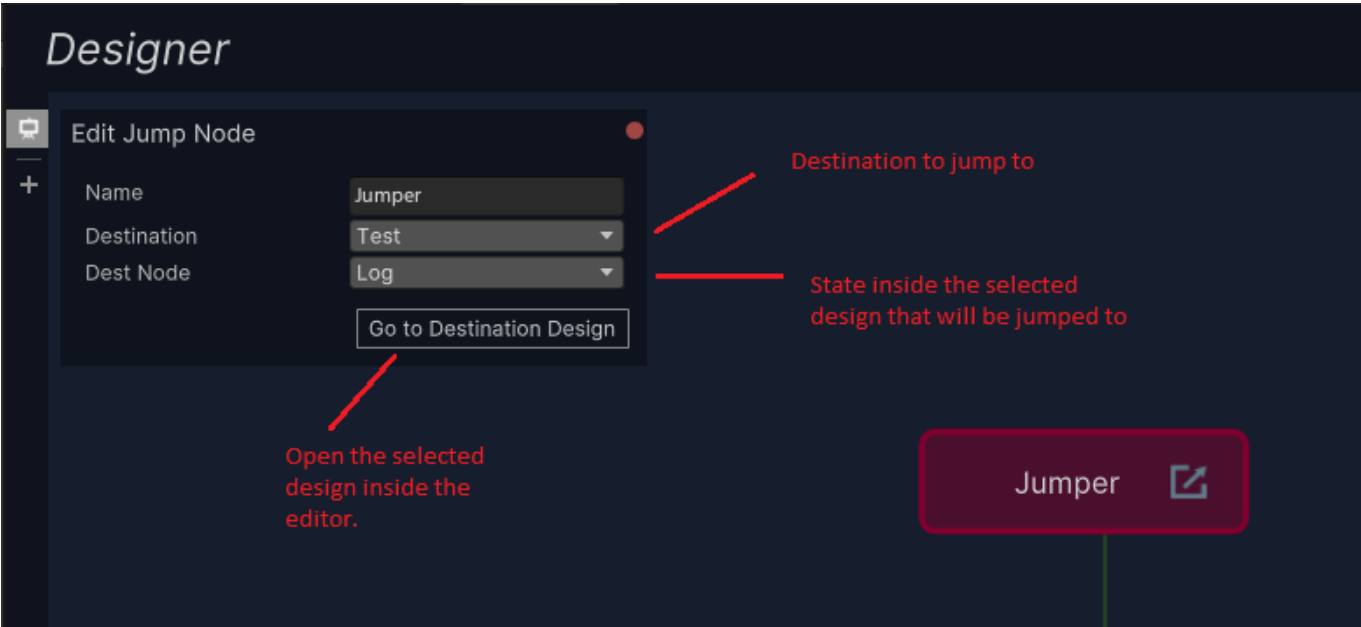 Designer
Edit Jump Node
Destination to jump to
Name
Jumper
Destination
Test
Dest Node
Log
State inside the selected
design that will be jumped to
Go to Destination Design
Open the selected
design inside the
editor.
Jumper